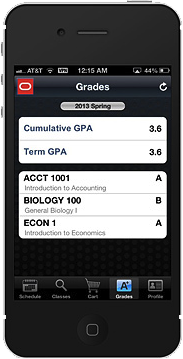 AT&T VPN 12:15 AM 44%
Grades
2013 Spring
Cumulative GPA 3.6
Term GPA 3.6
ACCT 1001 A
Introduction to Accounting
BIOLOGY 100 B
General Biology I
ECON 1 A
Introduction to Economics
A+
Schedule Classes Cart Grades Profile